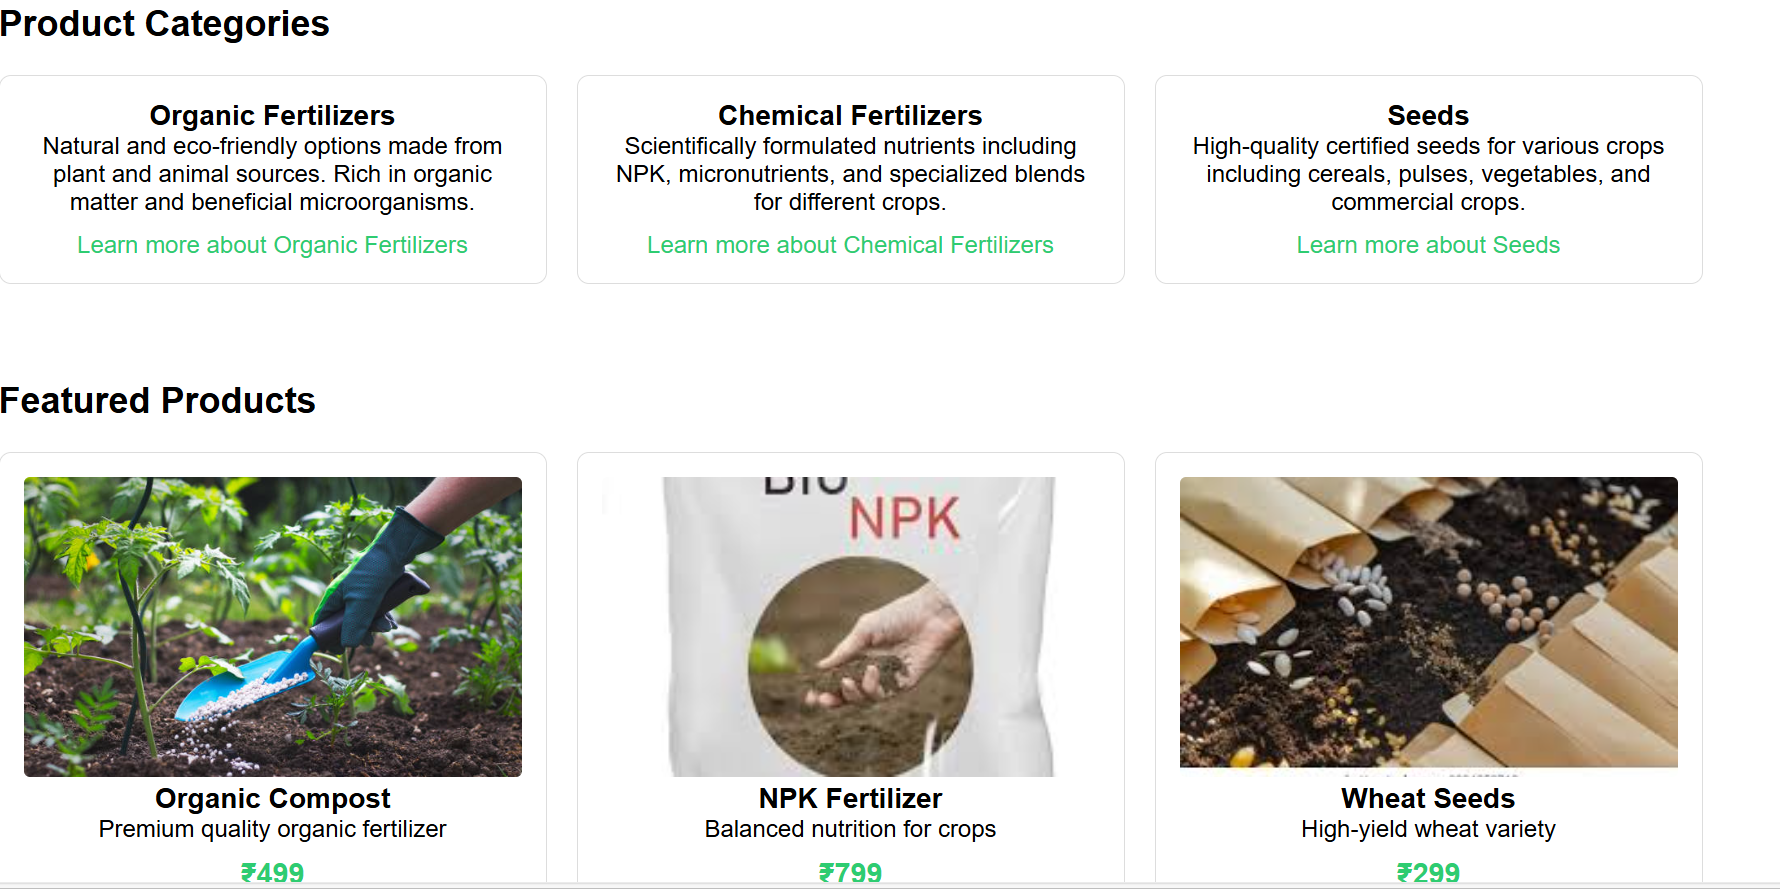 Product Categories
Organic Fertilizers
Natural and eco-friendly options made from
plant and animal sources. Rich in organic
matter and beneficial microorganisms.
Learn more about Organic Fertilizers
Chemical Fertilizers
Scientifically formulated nutrients including
NPK, micronutrients, and specialized blends
for different crops.
Learn more about Chemical Fertilizers
Seeds
High-quality certified seeds for various crops
including cereals, pulses, vegetables, and
commercial crops.
Learn more about Seeds
Featured Products
BIO
NPK
Organic Compost
Premium quality organic fertilizer
₹499
NPK Fertilizer
Balanced nutrition for crops
₹799
Wheat Seeds
High-yield wheat variety
₹299